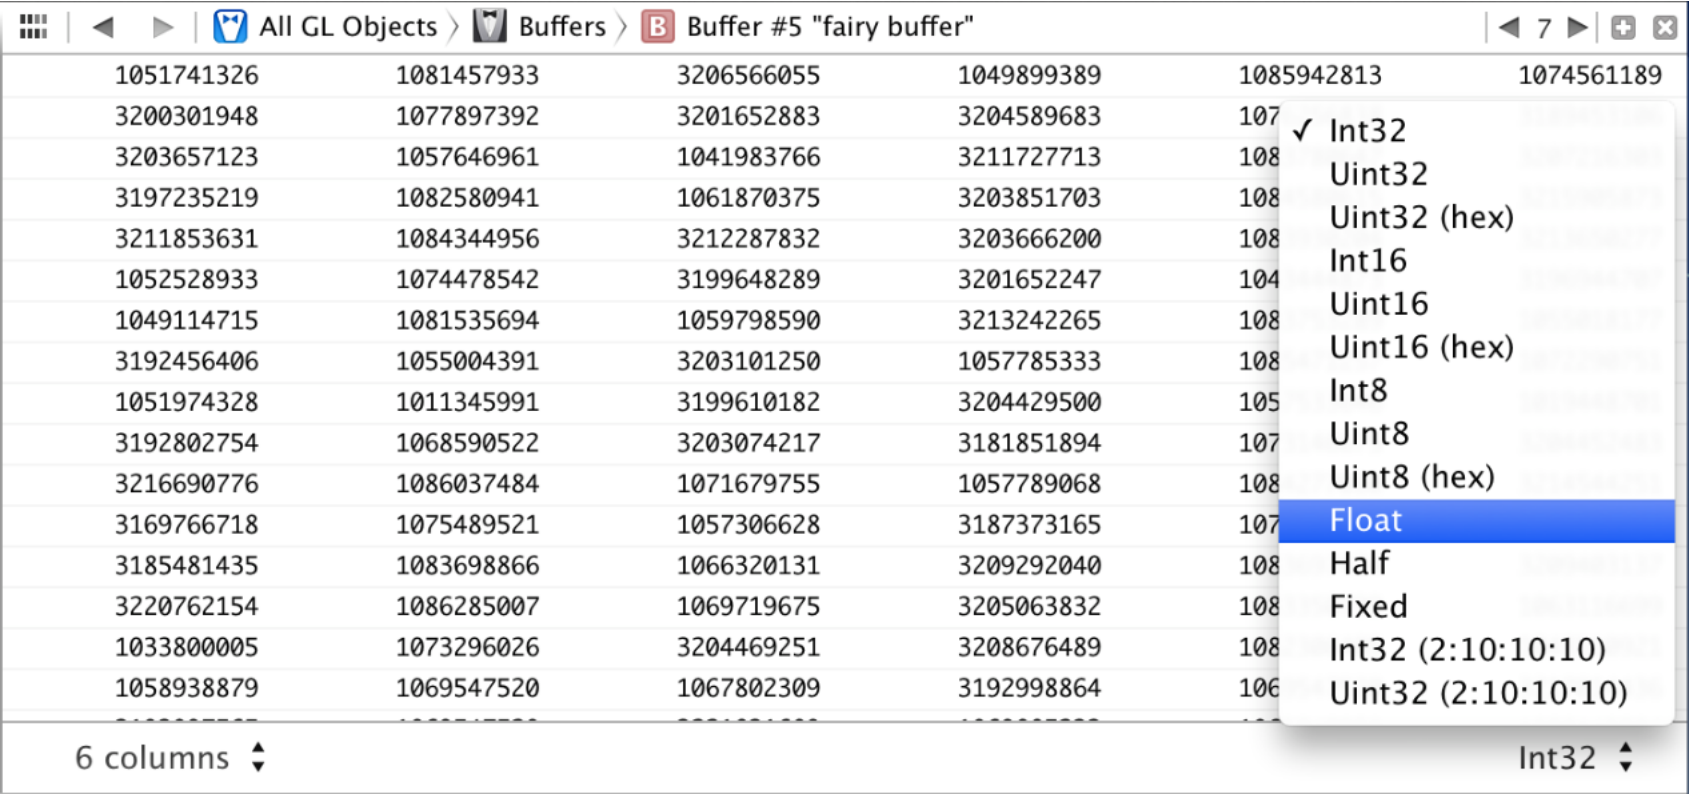 All GL Objects Buffers B Buffer #5 "fairy buffer" 7
1051741326 1081457933 3206566055 1049899389 1085942813 1074561189
3200301948 1077897392 3201652883 3204589683 107
3203657123 1057646961 1041983766 3211727713 108
3197235219 1082580941 1061870375 3203851703 108
3211853631 1084344956 3212287832 3203666200 108
1052528933 1074478542 3199648289 3201652247 104
1049114715 1081535694 1059798590 3213242265 108
3192456406 1055004391 3203101250 1057785333 108
1051974328 1011345991 3199610182 3204429500 105
3192802754 1068590522 3203074217 3181851894 107
3216690776 1086037484 1071679755 1057789068 108
3169766718 1075489521 1057306628 3187373165 107
3185481435 1083698866 1066320131 3209292040 108
3220762154 1086285007 1069719675 3205063832 108
1033800005 1073296026 3204469251 3208676489 108
1058938879 1069547520 1067802309 3192998864 106
✓ Int32
Uint32
Uint32 (hex)
Int16
Uint16
Uint16 (hex)
Int8
Uint8
Uint8 (hex)
Float
Half
Fixed
Int32 (2:10:10:10)
Uint32 (2:10:10:10)
6 columns Int32